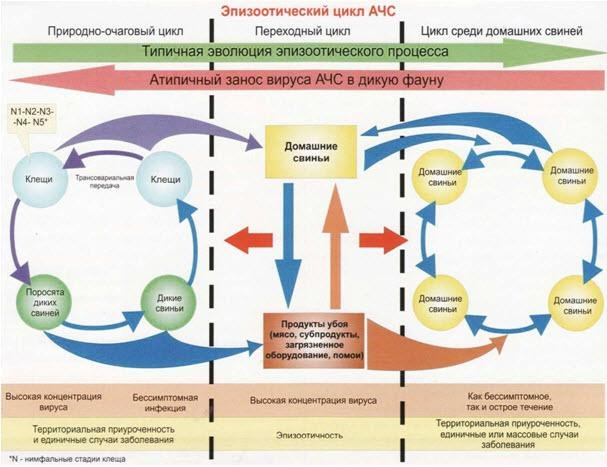 Эпизоотический цикл АЧС
Природно-очаговый цикл
Переходный цикл
Цикл среди домашних свиней
Типичная эволюция эпизоотического процесса
Атипичный занос вируса АЧС в дикую фауну
N1-N2-N3-
-N4- N5*
Клещи
Трансовариальная
передача
Клещи
Домашние
свиньи
Домашние
свиньи
Домашние
свиньи
Поросята
диких
свиней
Дикие
свиньи
Продукты убоя
(мясо, субпродукты,
загрязненное
оборудование, помои)
Домашние
свиньи
Домашние
свиньи
Высокая концентрация
вируса
Бессимптомная
инфекция
Высокая концентрация вируса
Как бессимптомное,
так и острое течение
Территориальная приуроченность
и единичные случаи заболевания
Эпизоотичность
Территориальная приуроченность,
единичные или массовые случаи
заболевания
*N - нимфальные стадии клеща